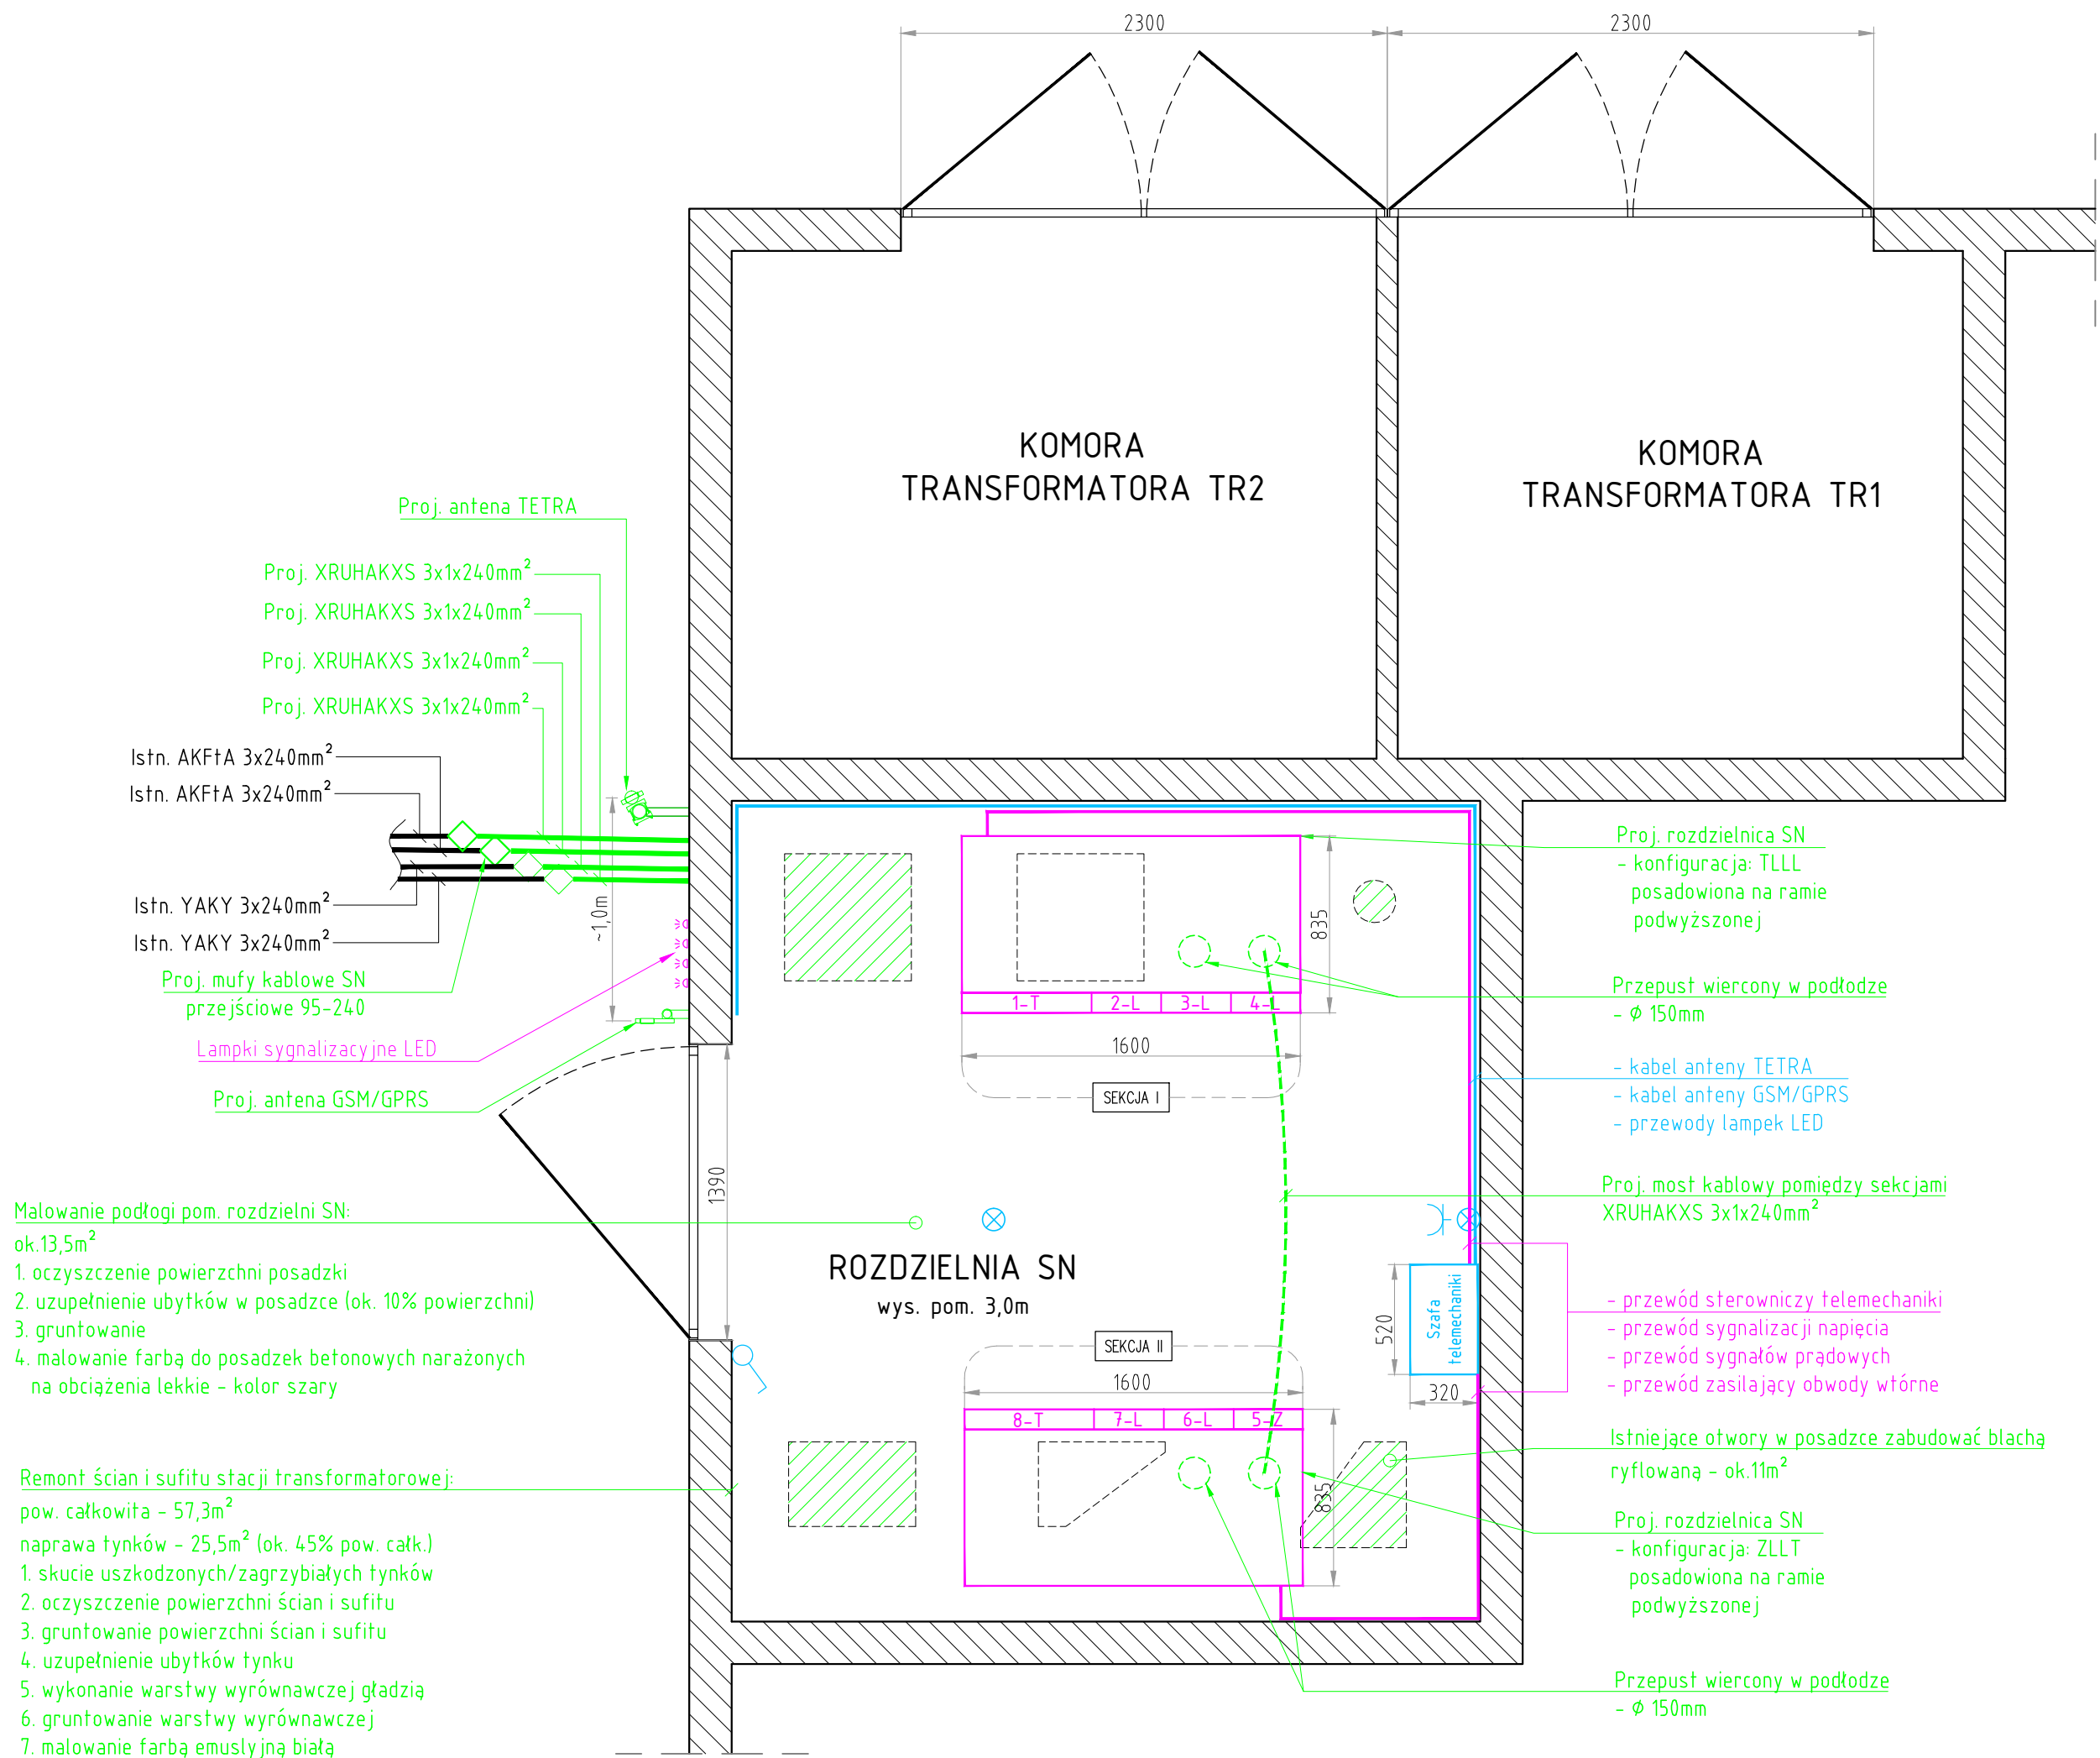 2300
2300
KOMORA
TRANSFORMATORA TR2
KOMORA
TRANSFORMATORA TR1
Proj. antena TETRA
Proj. XRUHAKXS 3x1x240mm²
Proj. XRUHAKXS 3x1x240mm²
Proj. XRUHAKXS 3x1x240mm²
Proj. XRUHAKXS 3x1x240mm²
Istn. AKFtA 3x240mm²
Istn. AKFtA 3x240mm²
Istn. YAKY 3x240mm²
Istn. YAKY 3x240mm²
Proj. mufy kablowe SN
przejściowe 95-240
Lampki sygnalizacyjne LED
Proj. antena GSM/GPRS
~1,0m
1390
835
1-T 2-L 3-L 4-L
1600
SEKCJA I
ROZDZIELNIA SN
wys. pom. 3,0m
SEKCJA II
1600
8-T 7-L 6-L 5-Z
835
520
Szafa
telemechaniki
320
Proj. rozdzielnica SN
- konfiguracja: TLLL
posadowiona na ramie
podwyższonej
Przepust wiercony w podłodze
- Ø 150mm
- kabel anteny TETRA
- kabel anteny GSM/GPRS
- przewody lampek LED
Proj. most kablowy pomiędzy sekcjami
XRUHAKXS 3x1x240mm²
- przewód sterowniczy telemechaniki
- przewód sygnalizacji napięcia
- przewód sygnałów prądowych
- przewód zasilający obwody wtórne
Istniejące otwory w posadzce zabudować blachą
ryflowaną - ok.11m²
Proj. rozdzielnica SN
- konfiguracja: ZLLT
posadowiona na ramie
podwyższonej
Przepust wiercony w podłodze
- Ø 150mm
Malowanie podłogi pom. rozdzielni SN:
ok.13,5m²
1. oczyszczenie powierzchni posadzki
2. uzupełnienie ubytków w posadzce (ok. 10% powierzchni)
3. gruntowanie
4. malowanie farbą do posadzek betonowych narażonych
na obciążenia lekkie - kolor szary
Remont ścian i sufitu stacji transformatorowej:
pow. całkowita - 57,3m²
naprawa tynków - 25,5m² (ok. 45% pow. całk.)
1. skucie uszkodzonych/zagrzybiałych tynków
2. oczyszczenie powierzchni ścian i sufitu
3. gruntowanie powierzchni ścian i sufitu
4. uzupełnienie ubytków tynku
5. wykonanie warstwy wyrównawczej gładzią
6. gruntowanie warstwy wyrównawczej
7. malowanie farbą emuslyjną białą